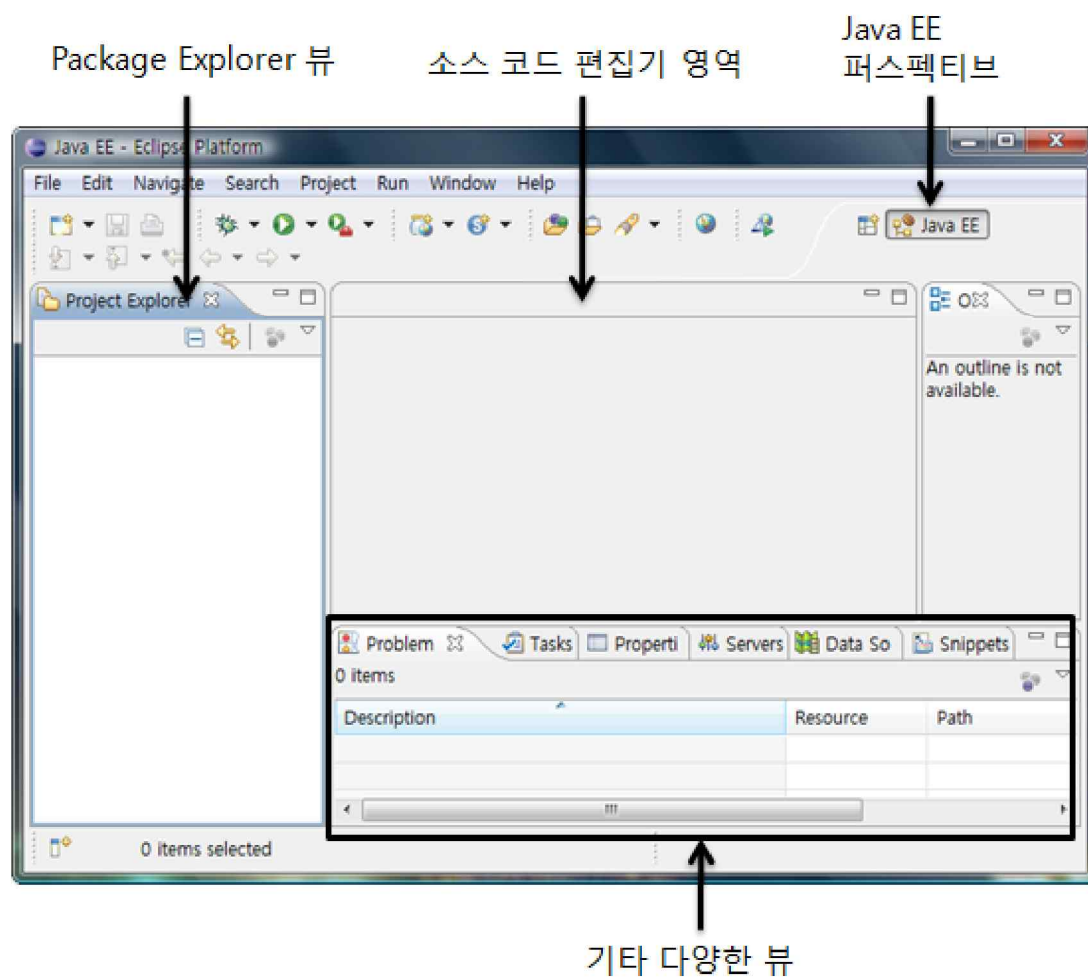 Package Explorer 뷰
소스 코드 편집기 영역
Java EE
퍼스펙티브
Java EE - Eclipse Platform
File Edit Navigate Search Project Run Window Help
Java EE
Project Explorer
O
An outline is not
available.
Problem Tasks Properti Servers Data So Snippets
0 items
Description Resource Path
0 items selected
기타 다양한 뷰